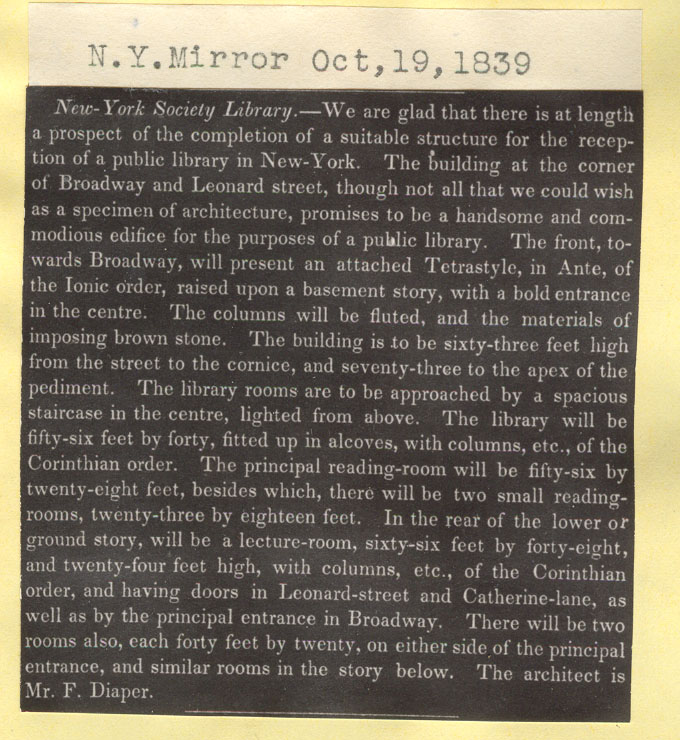 N.Y.Mirror Oct,19,1839
New-York Society Library.—We are glad that there is at length
a prospect of the completion of a suitable structure for the recep-
tion of a public library in New-York. The building at the corner
of Broadway and Leonard street, though not all that we could wish
as a specimen of architecture, promises to be a handsome and com-
modious edifice for the purposes of a public library. The front, to-
wards Broadway, will present an attached Tetrastyle, in Ante, of
the Ionic order, raised upon a basement story, with a bold entrance
in the centre. The columns will be fluted, and the materials of
imposing brown stone. The building is to be sixty-three feet high
from the street to the cornice, and seventy-three to the apex of the
pediment. The library rooms are to be approached by a spacious
staircase in the centre, lighted from above. The library will be
fifty-six feet by forty, fitted up in alcoves, with columns, etc., of the
Corinthian order. The principal reading-room will be fifty-six by
twenty-eight feet, besides which, there will be two small reading-
rooms, twenty-three by eighteen feet. In the rear of the lower or
ground story, will be a lecture-room, sixty-six feet by forty-eight,
and twenty-four feet high, with columns, etc., of the Corinthian
order, and having doors in Leonard-street and Catherine-lane, as
well as by the principal entrance in Broadway. There will be two
rooms also, each forty feet by twenty, on either side of the principal
entrance, and similar rooms in the story below. The architect is
Mr. F. Diaper.